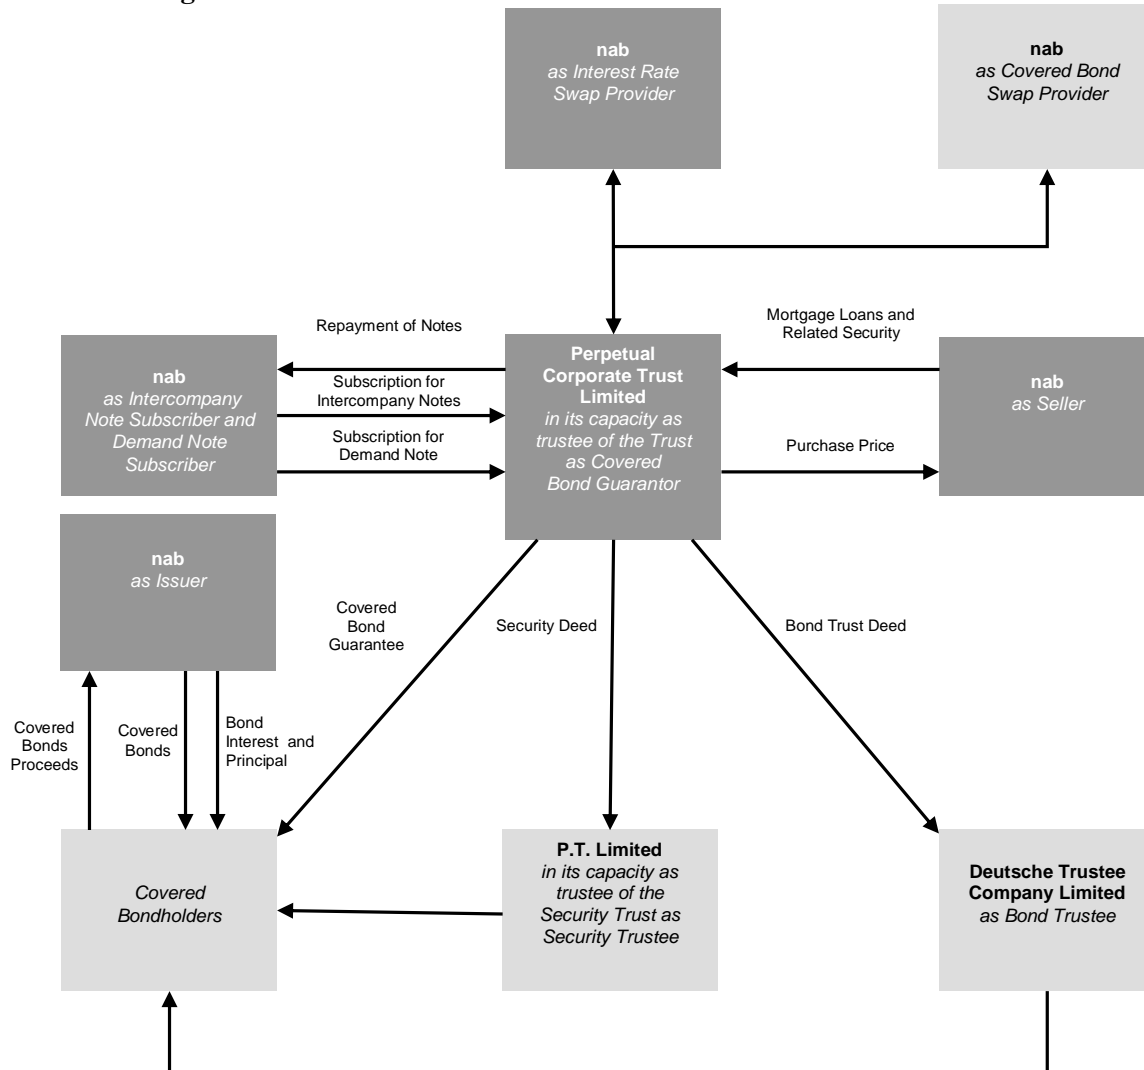 nab
as Interest Rate
Swap Provider
nab
as Covered Bond
Swap Provider
Repayment of Notes
Mortgage Loans and
Related Security
nab
as Intercompany
Note Subscriber and
Demand Note
Subscriber
Subscription for
Intercompany Notes
Subscription for
Demand Note
Perpetual
Corporate Trust
Limited
in its capacity as
trustee of the Trust
as Covered
Bond Guarantor
nab
as Seller
Purchase Price
nab
as Issuer
Covered
Bond
Guarantee
Security Deed
Bond Trust Deed
Covered
Bonds
Proceeds
Covered
Bonds
Bond
Interest and
Principal
Covered
Bondholders
P.T. Limited
in its capacity as
trustee of the
Security Trust as
Security Trustee
Deutsche Trustee
Company Limited
as Bond Trustee